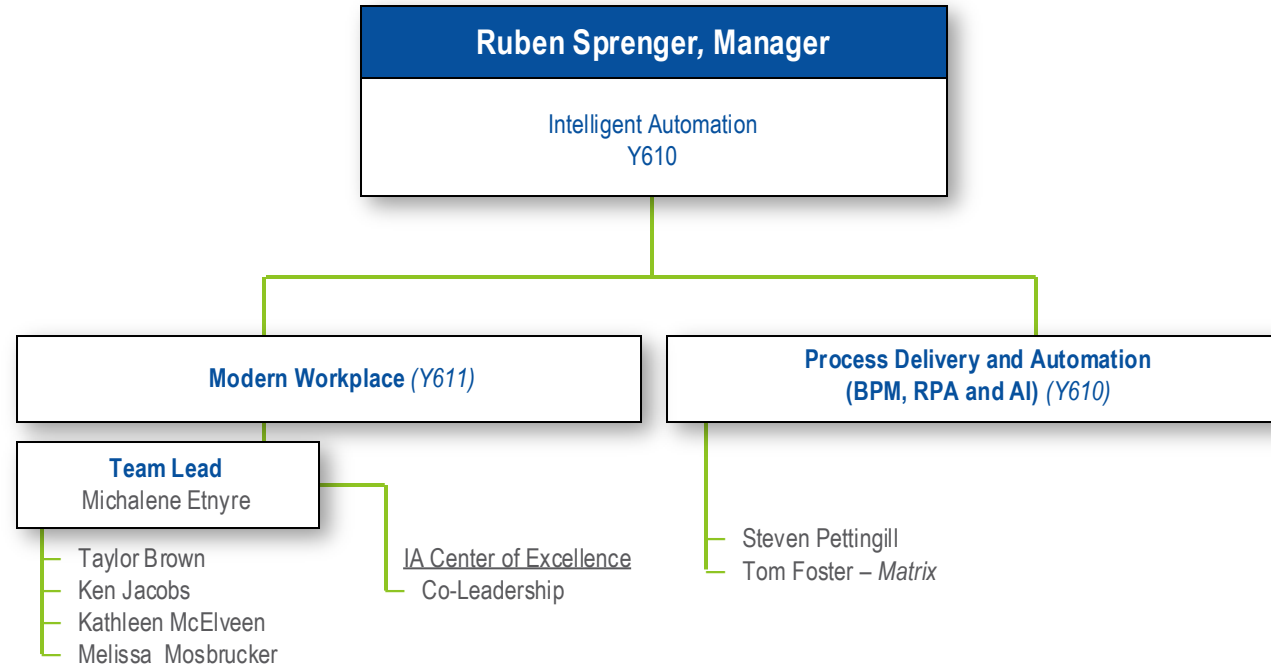 Ruben Sprenger, Manager
Intelligent Automation
Y610
Modern Workplace (Y611)
Team Lead
Michalene Etnyre
Taylor Brown
Ken Jacobs
Kathleen McElveen
Melissa Mosbrucker
IA Center of Excellence
Co-Leadership
Process Delivery and Automation
(BPM, RPA and AI) (Y610)
Steven Pettingill
Tom Foster – Matrix